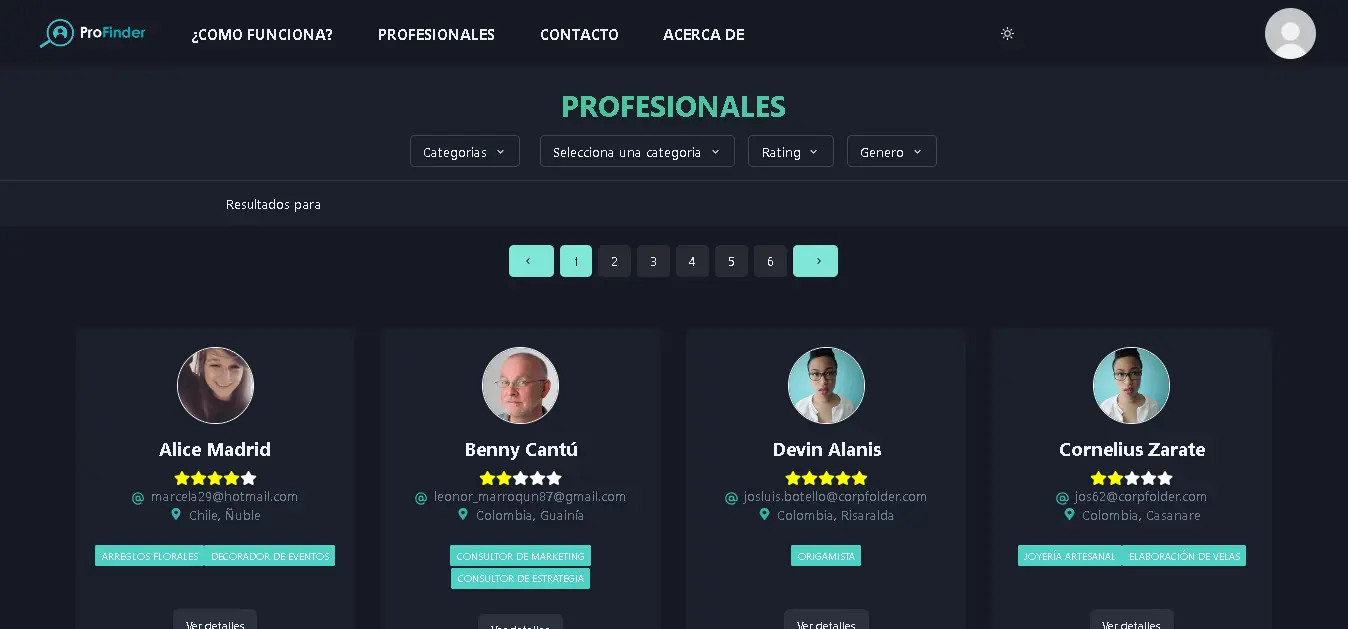 ProFinder
¿COMO FUNCIONA?
PROFESIONALES
CONTACTO
ACERCA DE
PROFESIONALES
Categorias
Selecciona una categoria
Rating
Genero
Resultados para
‹ 1 2 3 4 5 6 ›
Alice Madrid
marcela29@hotmail.com
Chile, Ñuble
ARREGLOS FLORALES DECORADOR DE EVENTOS
Ver detalles
Benny Cantú
leonor_marroqun87@gmail.com
Colombia, Guainía
CONSULTOR DE MARKETING
CONSULTOR DE ESTRATEGIA
Ver detalles
Devin Alanis
josluis.botello@corpfolder.com
Colombia, Risaralda
ORIGAMISTA
Ver detalles
Cornelius Zarate
jos62@corpfolder.com
Colombia, Casanare
JOYERÍA ARTESANAL ELABORACIÓN DE VELAS
Ver detalles